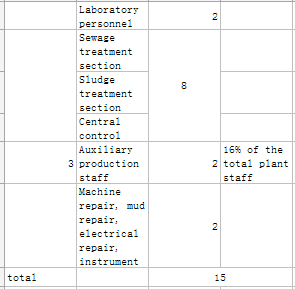 Laboratory
personnel
2
Sewage
treatment
section
Sludge
treatment
section
Central
control
8
3
Auxiliary
production
staff
2
16% of the
total plant
staff
Machine
repair, mud
repair,
electrical
repair,
instrument
2
total
15